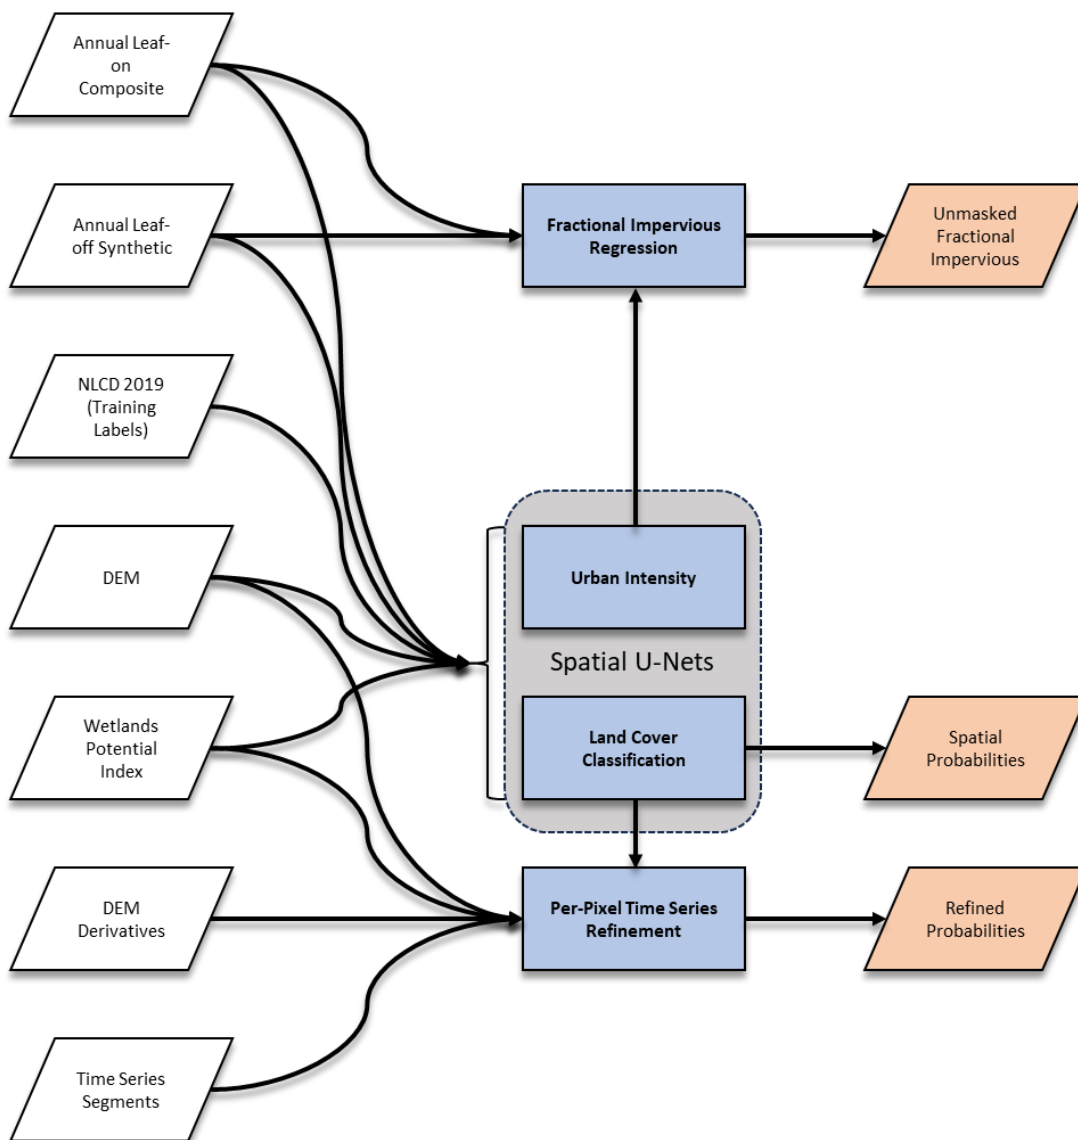 Annual Leaf-
on
Composite
Annual Leaf-
off Synthetic
Fractional Impervious
Regression
Unmasked
Fractional
Impervious
NLCD 2019
(Training
Labels)
DEM
Urban Intensity
Spatial U-Nets
Wetlands
Potential
Index
Land Cover
Classification
Spatial
Probabilities
DEM
Derivatives
Per-Pixel Time Series
Refinement
Refined
Probabilities
Time Series
Segments